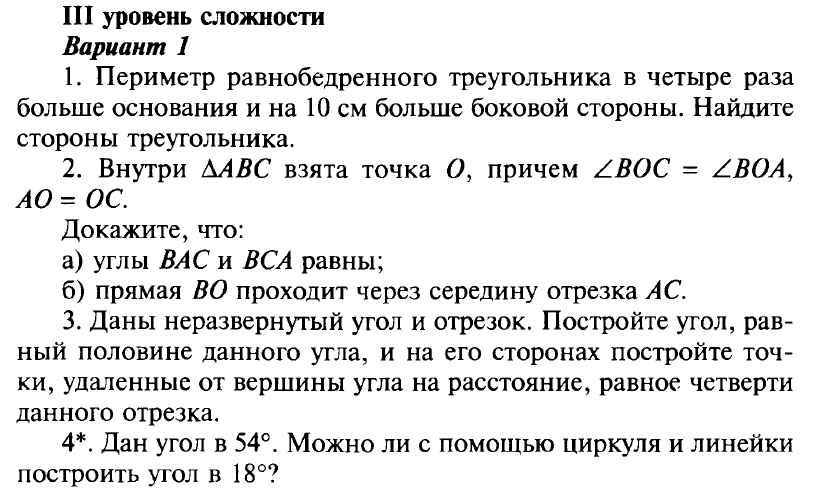 III уровень сложности
Вариант 1
1. Периметр равнобедренного треугольника в четыре раза
больше основания и на 10 см больше боковой стороны. Найдите
стороны треугольника.
2. Внутри ΔABC взята точка O, причем ∠BOC = ∠BOA,
AO = OC.
Докажите, что:
а) углы BAC и BCA равны;
б) прямая BO проходит через середину отрезка AC.
3. Даны неразвернутый угол и отрезок. Постройте угол, рав-
ный половине данного угла, и на его сторонах постройте точ-
ки, удаленные от вершины угла на расстояние, равное четверти
данного отрезка.
4*. Дан угол в 54°. Можно ли с помощью циркуля и линейки
построить угол в 18°?